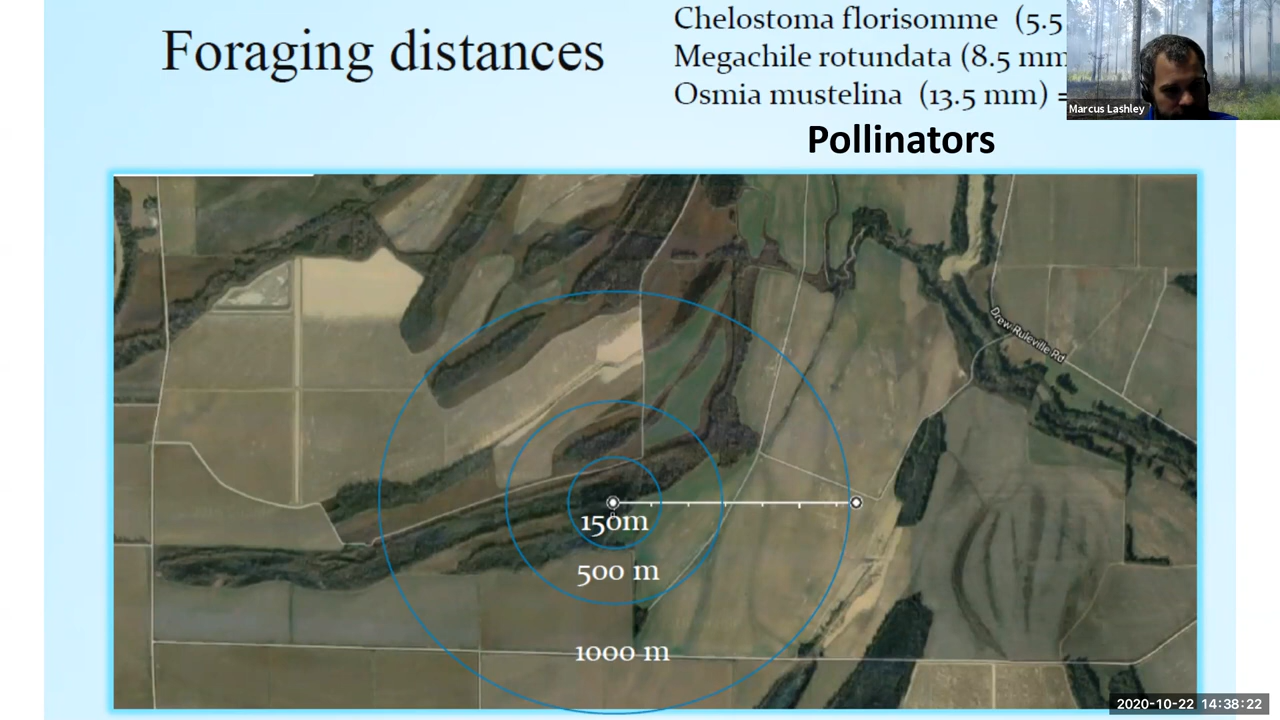 Foraging distances
Chelostoma florisomme (5.5
Megachile rotundata (8.5 mm
Osmia mustelina (13.5 mm) =
Marcus Lashley
Pollinators
Drew Ruleville Rd
150m
500 m
1000 m
2020-10-22 14:38:22